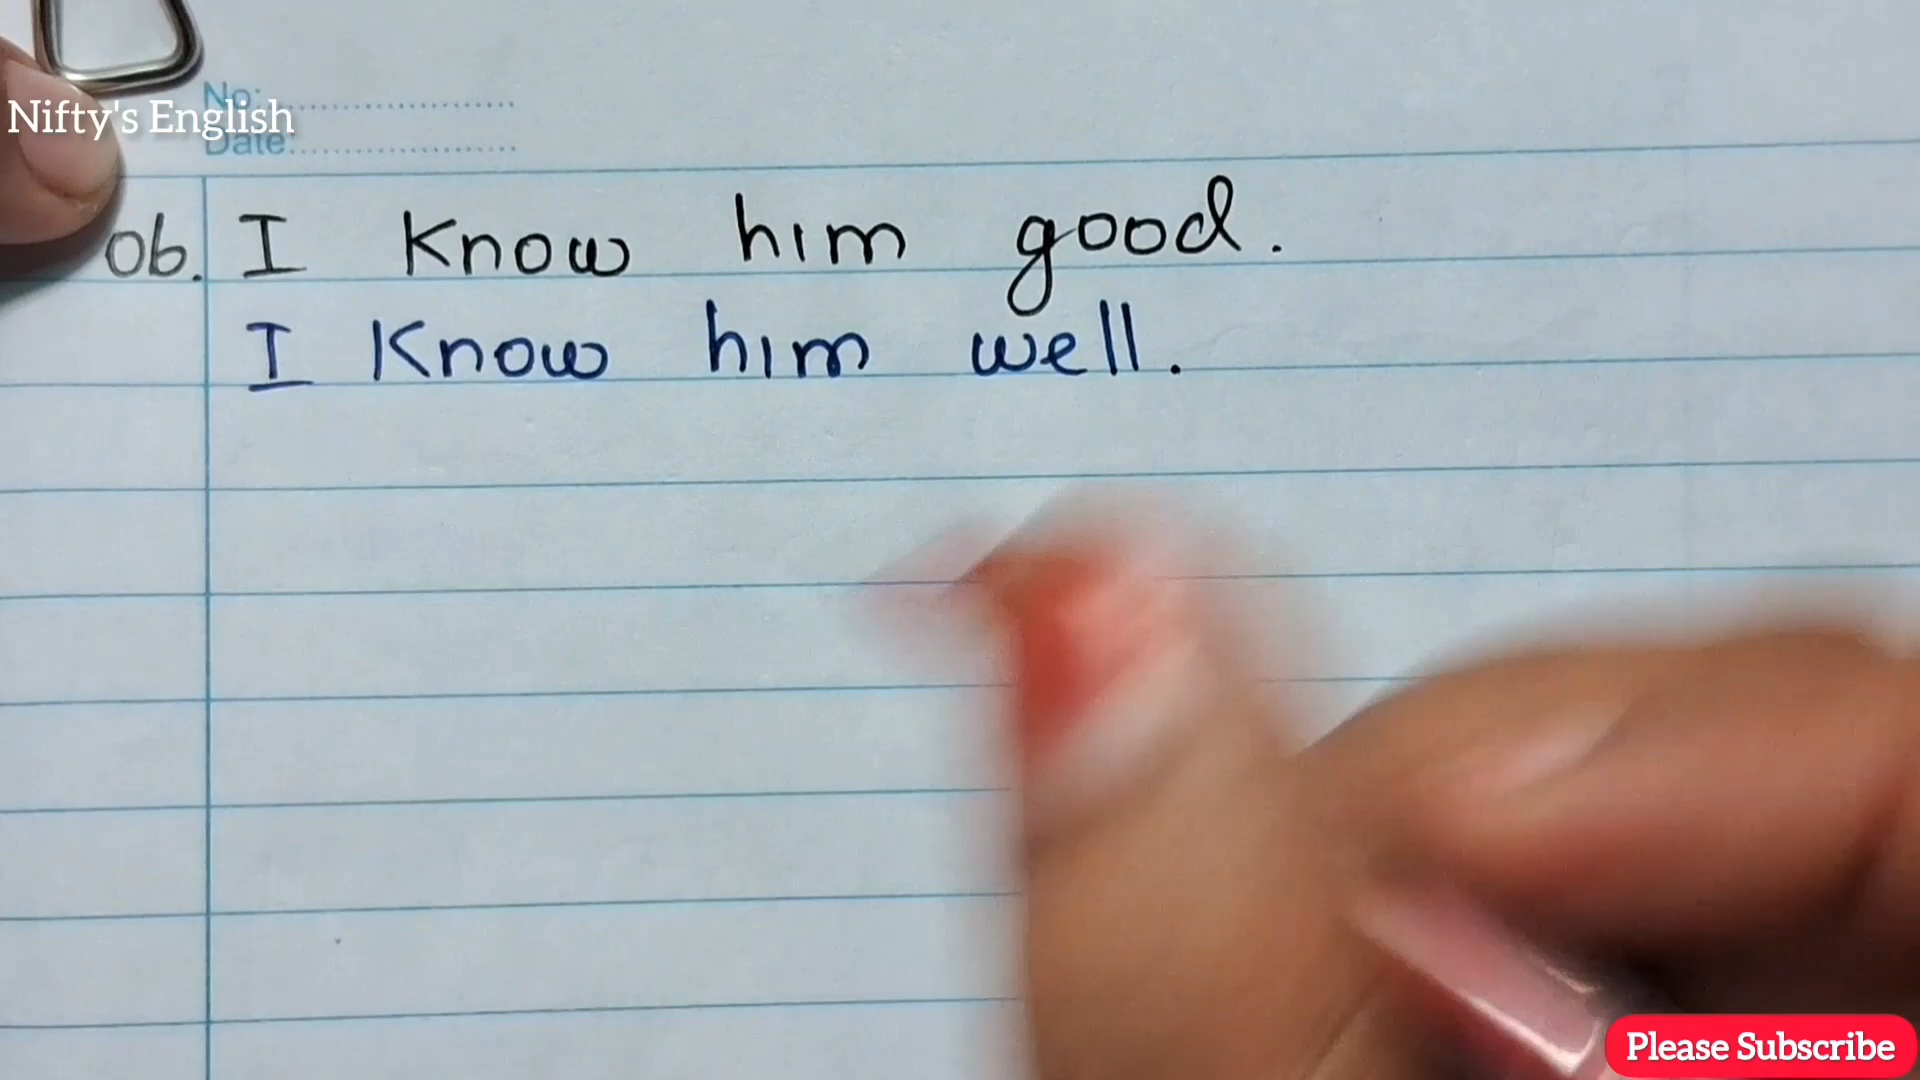 No:
Nifty's English
Date:
06. I know him good.
I know him well.
Please Subscribe